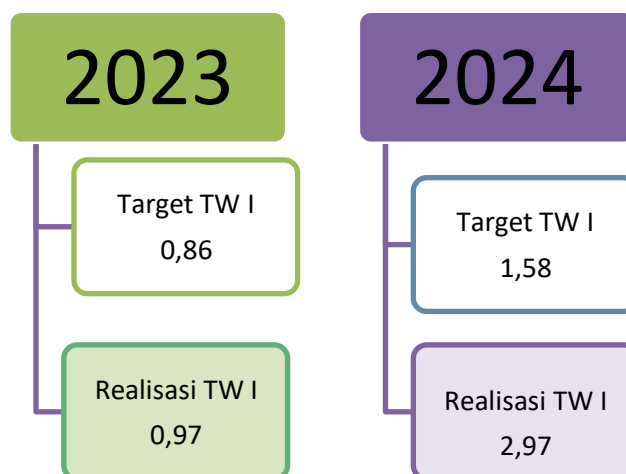 2023
Target TW I
0,86
Realisasi TW I
0,97
2024
Target TW I
1,58
Realisasi TW I
2,97